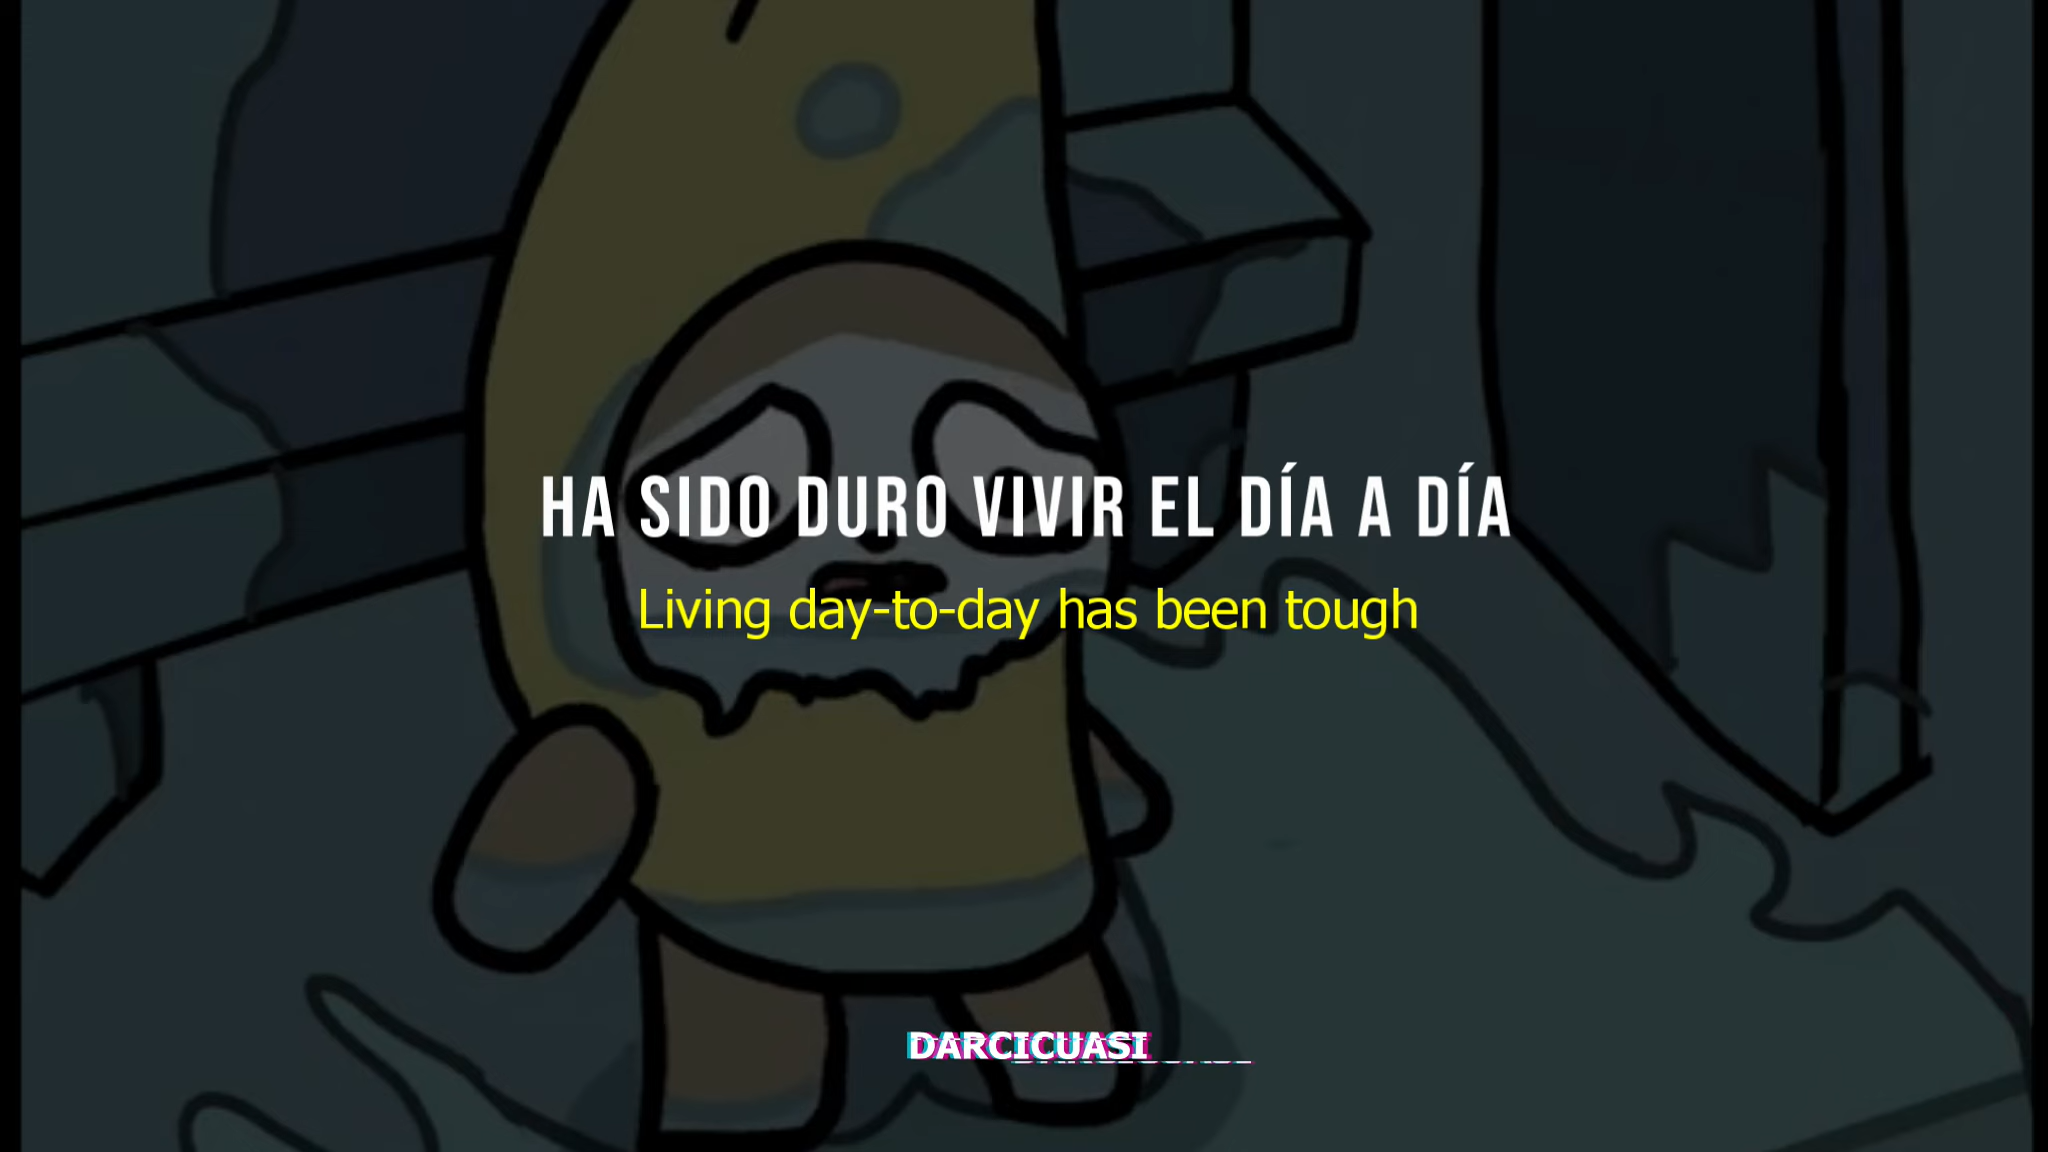 HA SIDO DURO VIVIR EL DÍA A DÍA
Living day-to-day has been tough
DARCICUASI